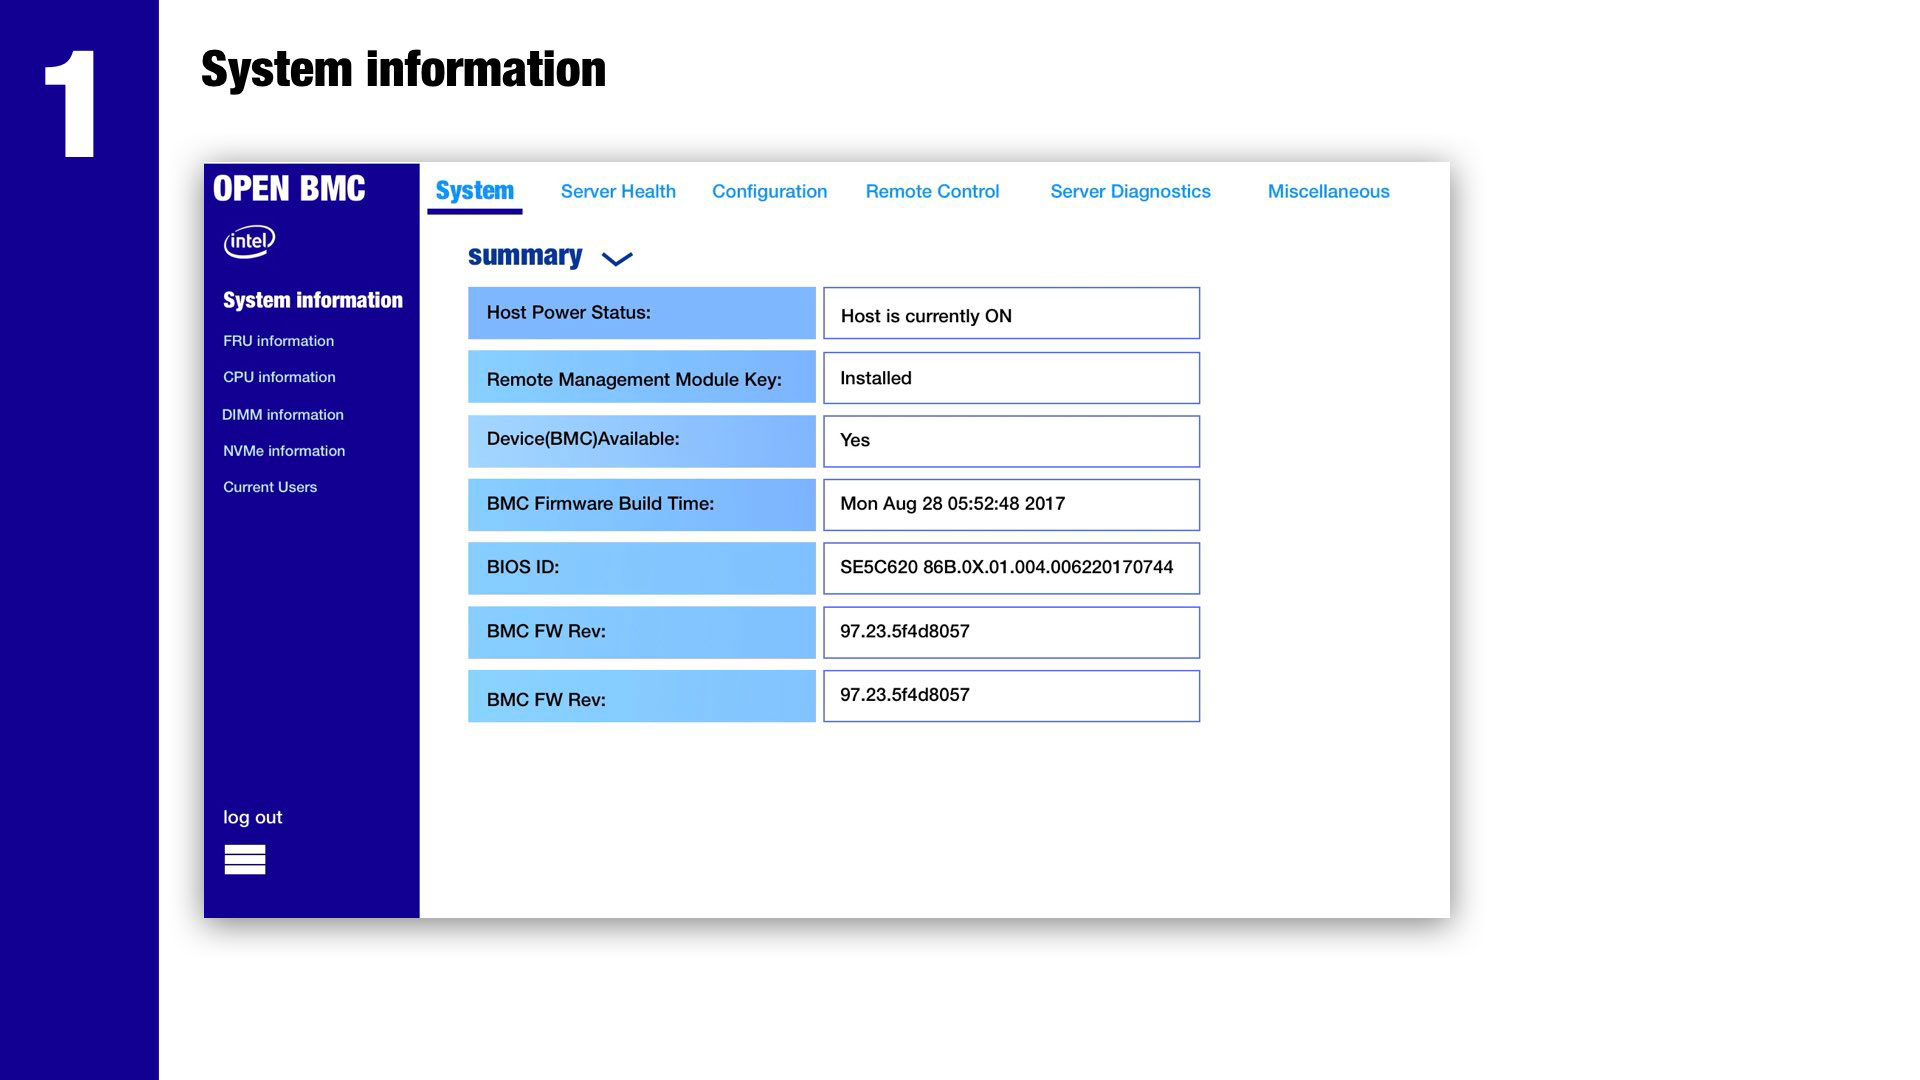 1
System information
OPEN BMC
intel
System information
FRU information
CPU information
DIMM information
NVMe information
Current Users
log out
System Server Health Configuration Remote Control Server Diagnostics Miscellaneous
summary
Host Power Status: Host is currently ON
Remote Management Module Key: Installed
Device(BMC)Available: Yes
BMC Firmware Build Time: Mon Aug 28 05:52:48 2017
BIOS ID: SE5C620 86B.0X.01.004.006220170744
BMC FW Rev: 97.23.5f4d8057
BMC FW Rev: 97.23.5f4d8057